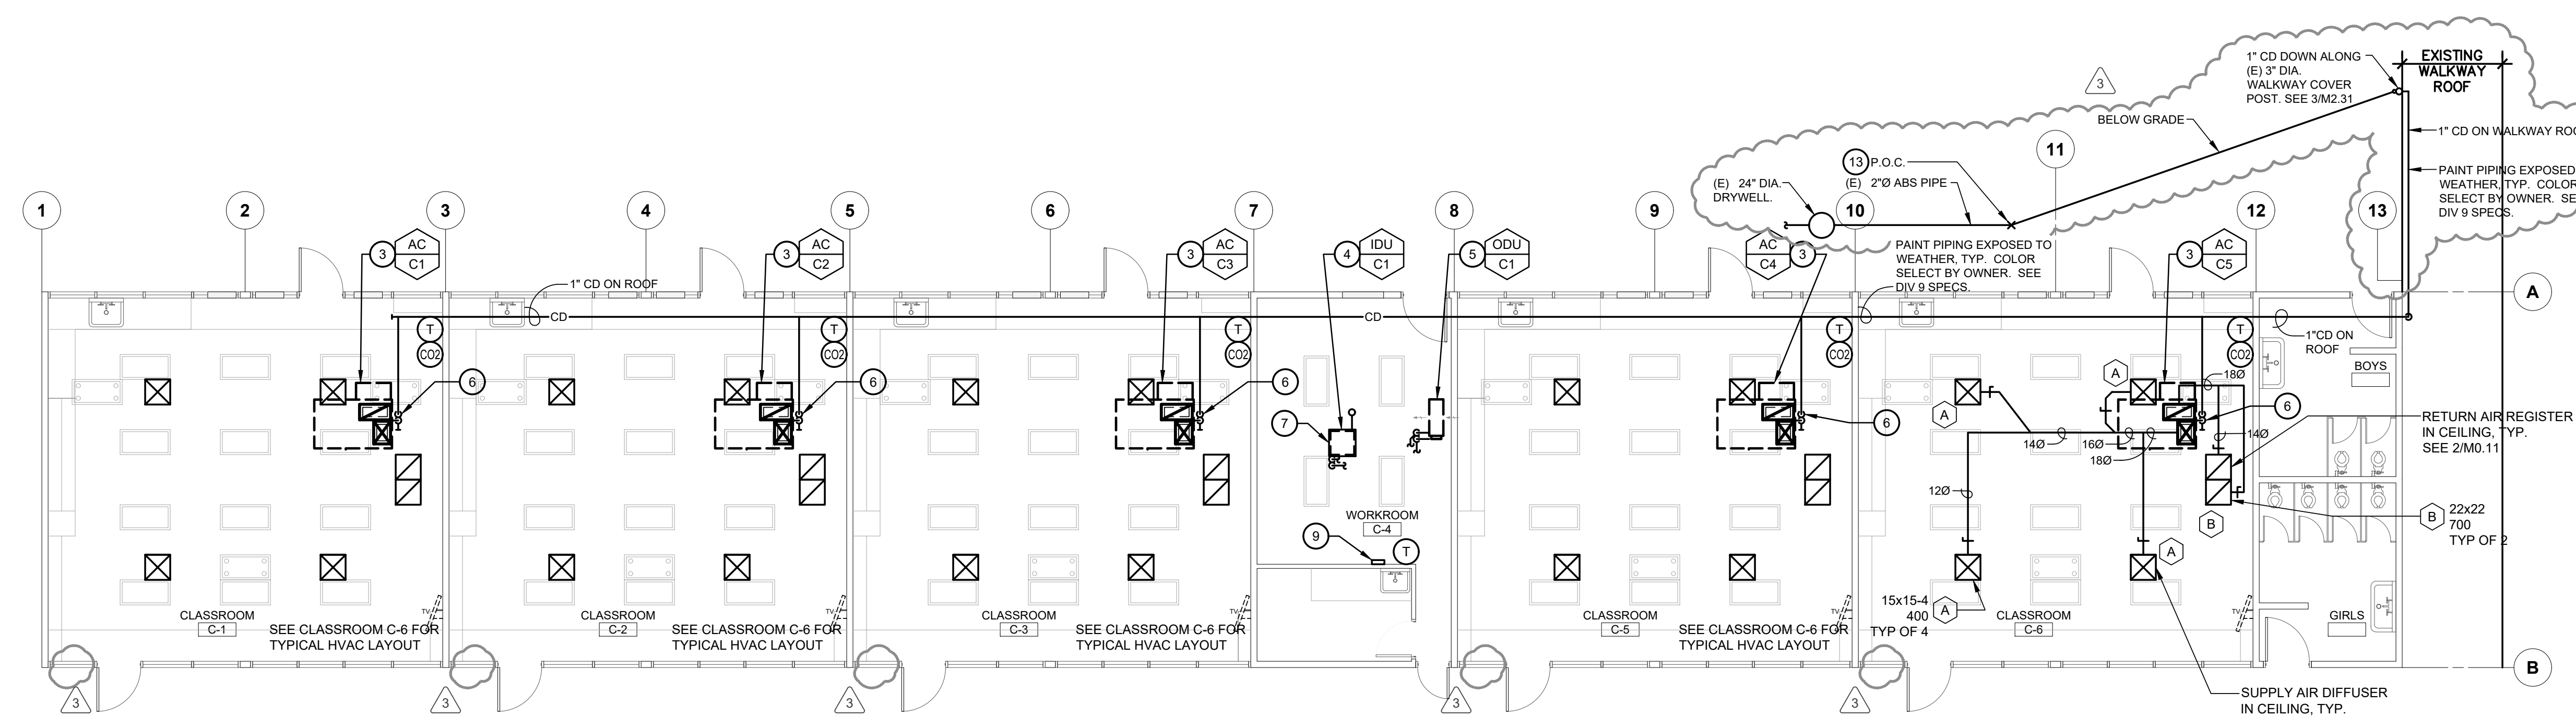 1" CD DOWN ALONG
(E) 3" DIA.
WALKWAY COVER
POST. SEE 3/M2.31
EXISTING
WALKWAY
ROOF
3
BELOW GRADE
1" CD ON WALKWAY ROO
13 P.O.C.
11
(E) 24" DIA.
DRYWELL.
(E) 2"Ø ABS PIPE
PAINT PIPING EXPOSED
WEATHER, TYP. COLOR
SELECT BY OWNER. SE
DIV 9 SPECS.
1
2
3
4
5
6
7
8
9
10
12
13
3
AC
C1
3
AC
C2
3
AC
C3
4
IDU
C1
5
ODU
C1
AC
C4
3
PAINT PIPING EXPOSED TO
WEATHER, TYP. COLOR
SELECT BY OWNER. SEE
DIV 9 SPECS.
3
AC
C5
A
1" CD ON ROOF
CD
CD
T
CO2
T
CO2
T
CO2
T
CO2
T
CO2
1"CD ON
ROOF
BOYS
6
6
6
6
6
7
A
A
18Ø
14Ø
16Ø
18Ø
14Ø
12Ø
RETURN AIR REGISTER
IN CEILING, TYP.
SEE 2/M0.11
B
B
22x22
700
TYP OF 2
WORKROOM
C-4
9
T
A
15x15-4
400
TYP OF 4
A
TV
TV
TV
TV
CLASSROOM
C-1
SEE CLASSROOM C-6 FOR
TYPICAL HVAC LAYOUT
CLASSROOM
C-2
SEE CLASSROOM C-6 FOR
TYPICAL HVAC LAYOUT
CLASSROOM
C-3
SEE CLASSROOM C-6 FOR
TYPICAL HVAC LAYOUT
CLASSROOM
C-5
SEE CLASSROOM C-6 FOR
TYPICAL HVAC LAYOUT
CLASSROOM
C-6
GIRLS
B
3
3
3
3
3
SUPPLY AIR DIFFUSER
IN CEILING, TYP.